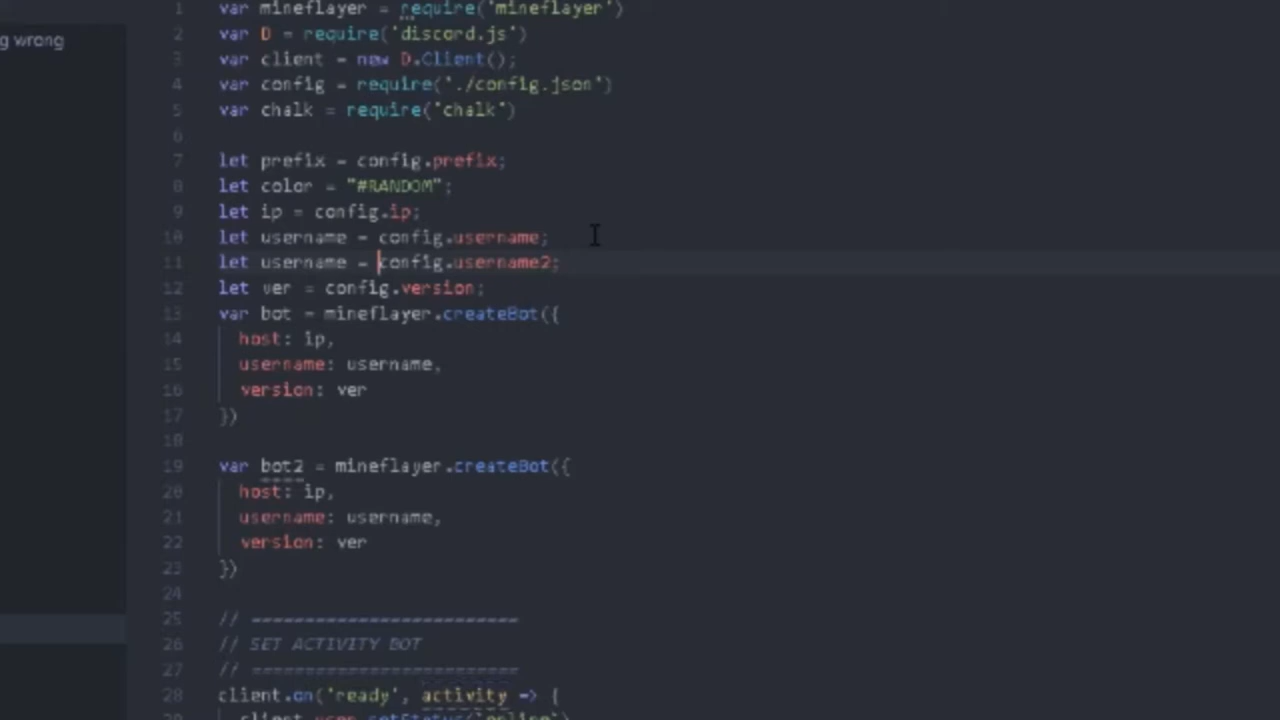 g wrong
1 var mineflayer = require('mineflayer')
2 var D = require('discord.js')
3 var client = new D.Client();
4 var config = require('./config.json')
5 var chalk = require('chalk')
6
7 let prefix = config.prefix;
8 let color = "#RANDOM";
9 let ip = config.ip;
10 let username = config.username;
11 let username = config.username2;
12 let ver = config.version;
13 var bot = mineflayer.createBot({
14 host: ip,
15 username: username,
16 version: ver
17 })
18
19 var bot2 = mineflayer.createBot({
20 host: ip,
21 username: username,
22 version: ver
23 })
24
25 // =========================
26 // SET ACTIVITY BOT
27 // =========================
28 client.on('ready', activity => {
29 client.user.setStatus("online")